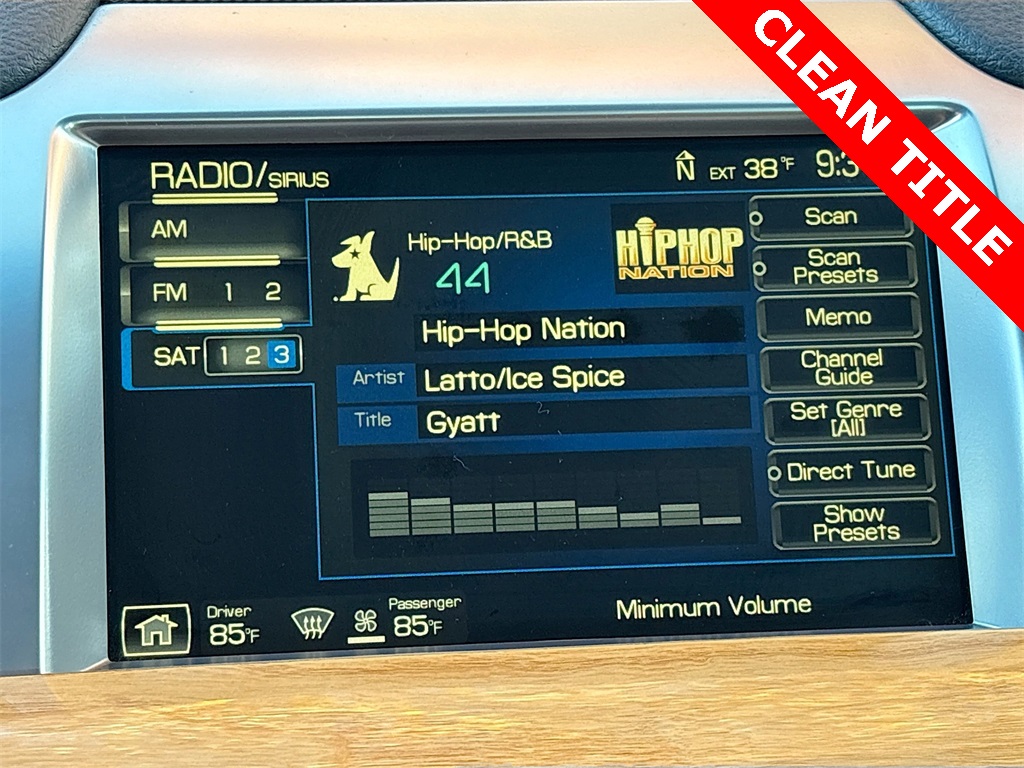 CLEAN TITLE
RADIO/SIRIUS
N EXT 38°F
AM
FM 1 2
SAT 1 2 3
Hip-Hop/R&B
44
HIPHOP
NATION
Hip-Hop Nation
Artist Latto/Ice Spice
Title Gyatt
Scan
Scan
Presets
Memo
Channel
Guide
Set Genre
[All]
Direct Tune
Show
Presets
Driver
85°F
Passenger
85°F
Minimum Volume